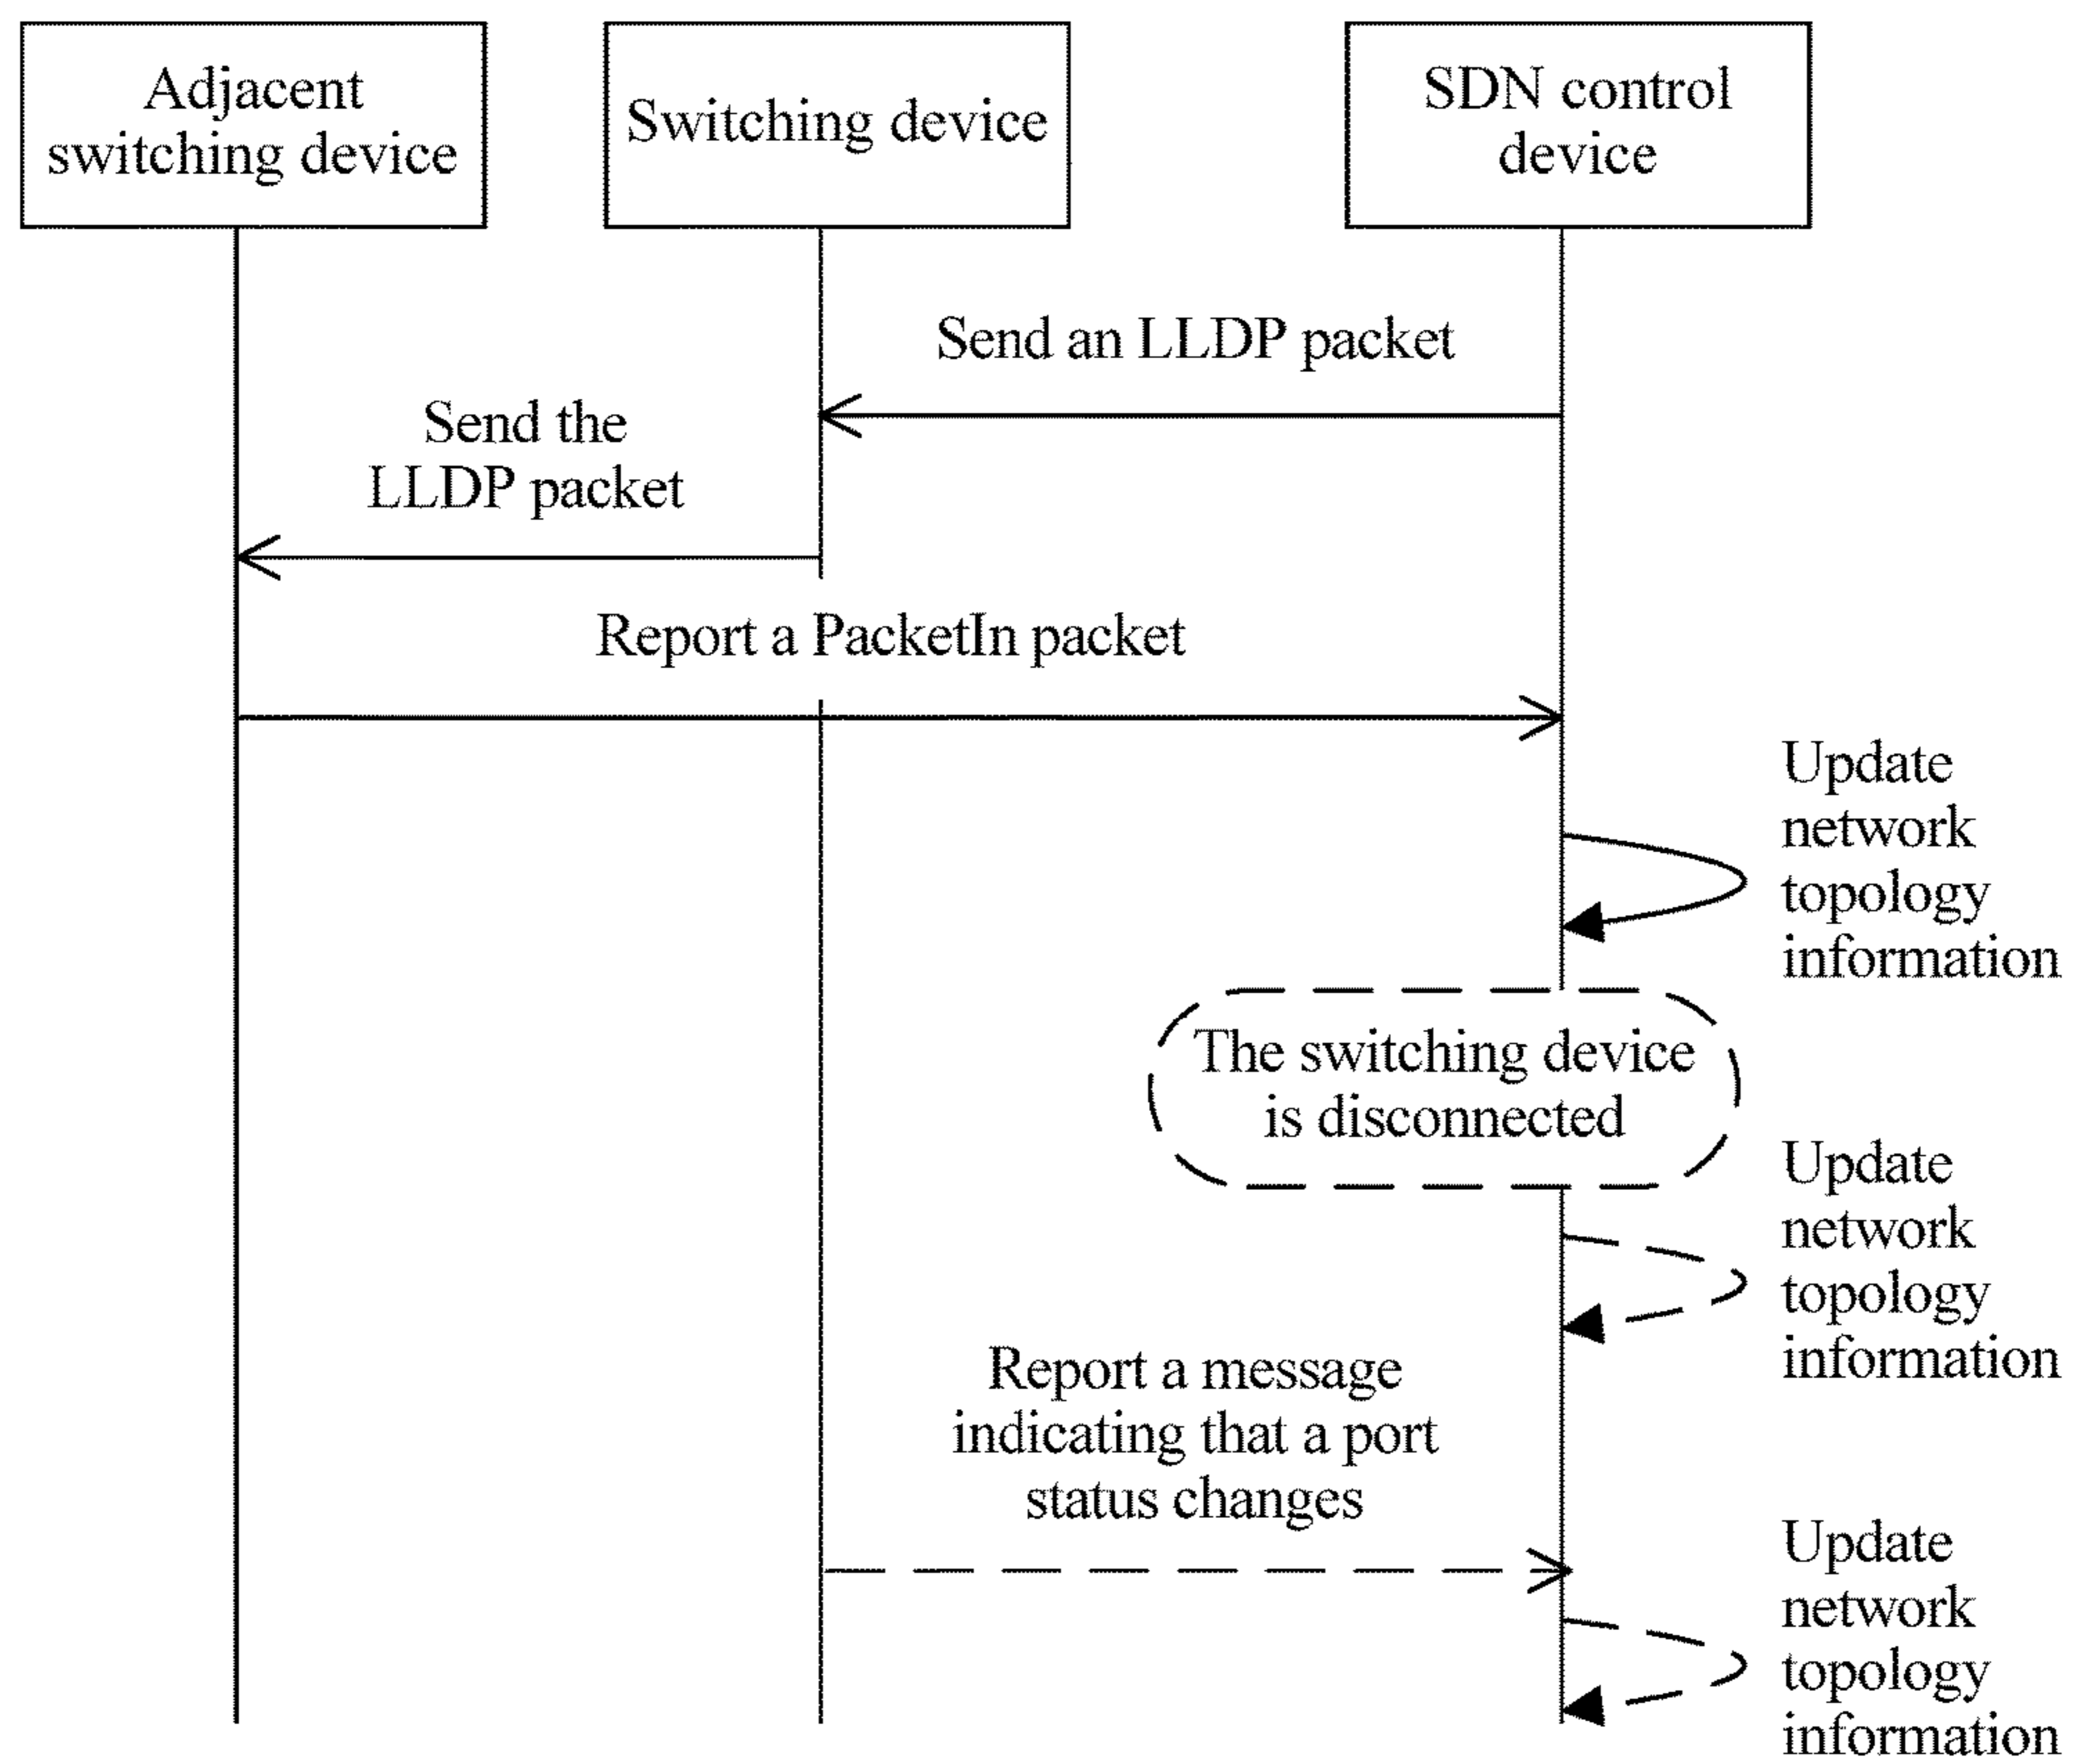 Adjacent
switching device
Switching device
SDN control
device
Send an LLDP packet
Send the
LLDP packet
Report a PacketIn packet
Update
network
topology
information
The switching device
is disconnected
Update
network
topology
information
Report a message
indicating that a port
status changes
Update
network
topology
information